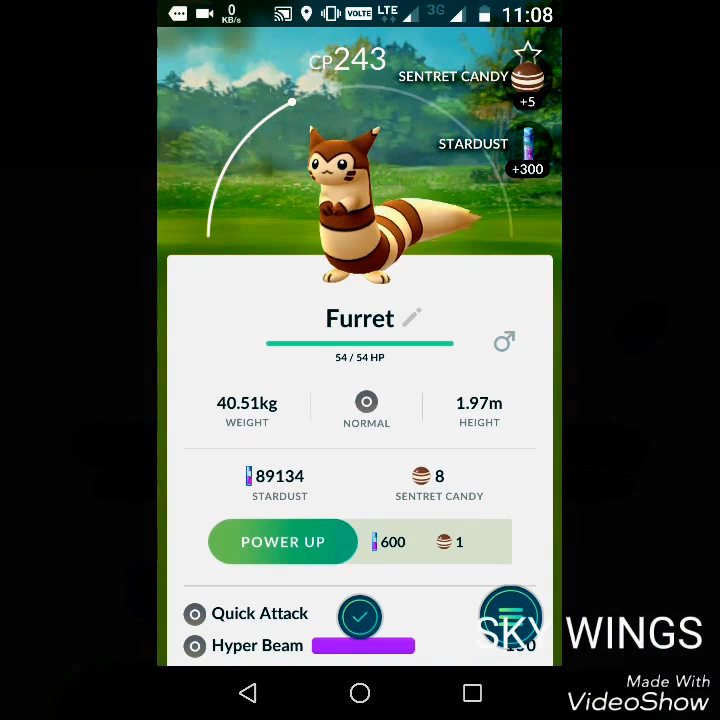 0 KB/s VOLTE LTE 3G 11:08
CP243
SENTRET CANDY
+5
STARDUST
+300
Furret
54 / 54 HP
40.51kg
WEIGHT
NORMAL
1.97m
HEIGHT
89134
STARDUST
8
SENTRET CANDY
POWER UP 600 1
Quick Attack
Hyper Beam
SKY WINGS
Made With
VideoShow